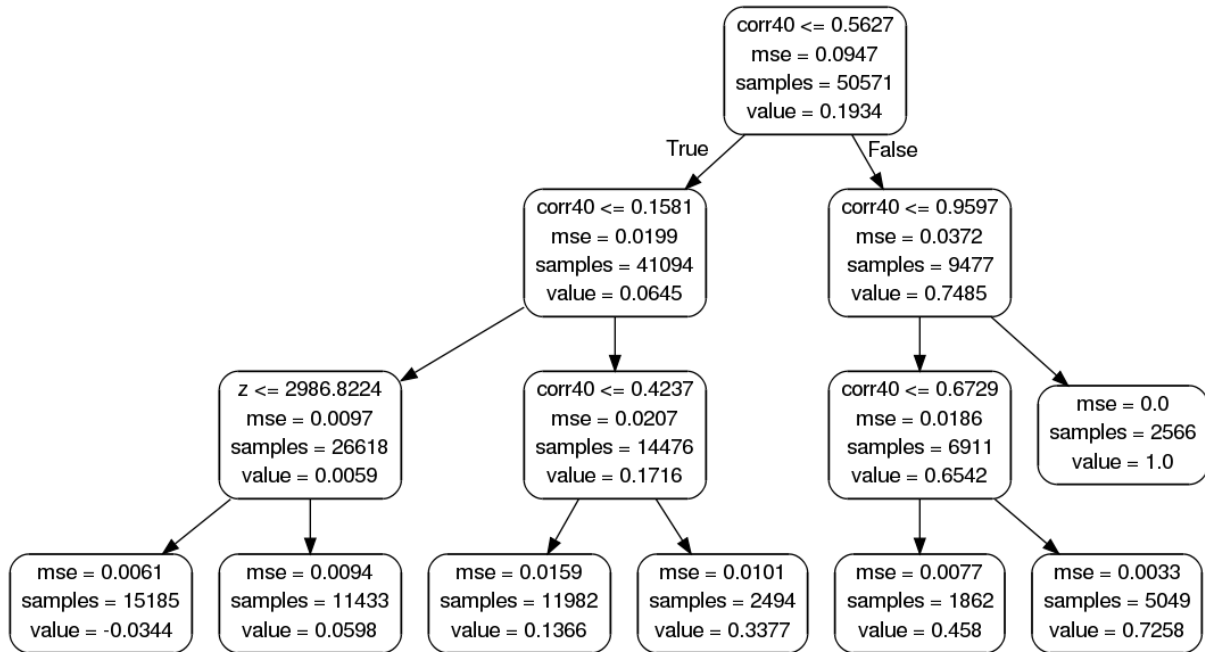 corr40 <= 0.5627
mse = 0.0947
samples = 50571
value = 0.1934
True
False
corr40 <= 0.1581
mse = 0.0199
samples = 41094
value = 0.0645
corr40 <= 0.9597
mse = 0.0372
samples = 9477
value = 0.7485
z <= 2986.8224
mse = 0.0097
samples = 26618
value = 0.0059
corr40 <= 0.4237
mse = 0.0207
samples = 14476
value = 0.1716
corr40 <= 0.6729
mse = 0.0186
samples = 6911
value = 0.6542
mse = 0.0
samples = 2566
value = 1.0
mse = 0.0061
samples = 15185
value = -0.0344
mse = 0.0094
samples = 11433
value = 0.0598
mse = 0.0159
samples = 11982
value = 0.1366
mse = 0.0101
samples = 2494
value = 0.3377
mse = 0.0077
samples = 1862
value = 0.458
mse = 0.0033
samples = 5049
value = 0.7258